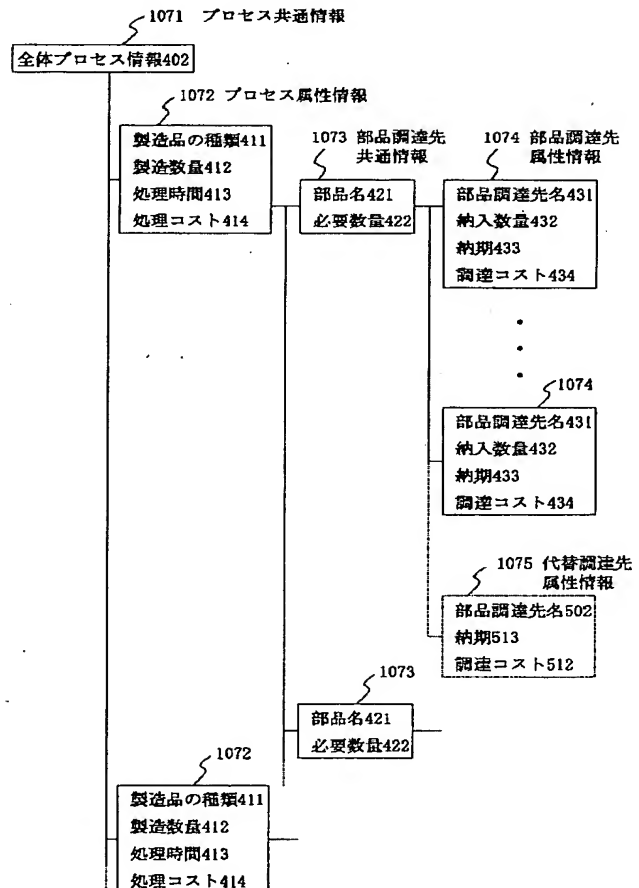 1071 プロセス共通情報
全体プロセス情報402
1072 プロセス属性情報
製造品の種類411
製造数量412
処理時間413
処理コスト414
1073 部品調達先
共通情報
部品名421
必要数量422
1074 部品調達先
属性情報
部品調達先名431
納入数量432
納期433
調達コスト434
1074
部品調達先名431
納入数量432
納期433
調達コスト434
1075 代替調達先
属性情報
部品調達先名502
納期513
調達コスト512
1073
部品名421
必要数量422
1072
製造品の種類411
製造数量412
処理時間413
処理コスト414